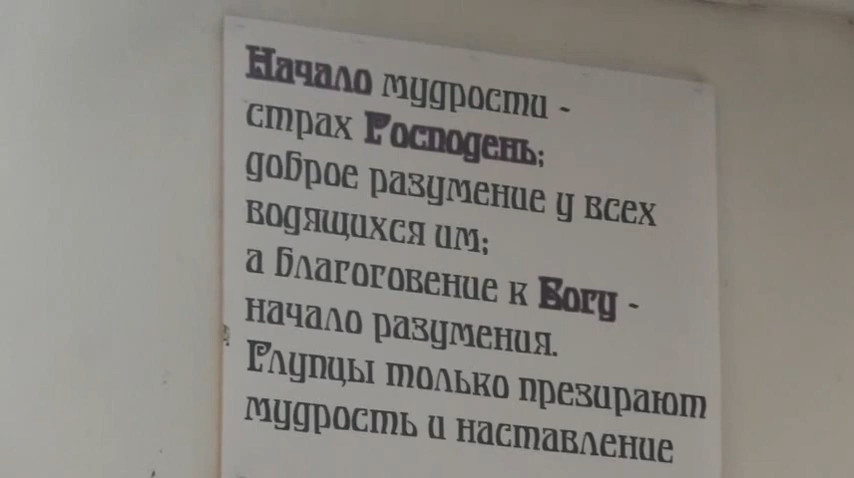 Начало мудрости -
страх Господень;
доброе разумение у всех
водящихся им;
а благоговение к Богу -
начало разумения.
Глупцы только презирают
мудрость и наставление